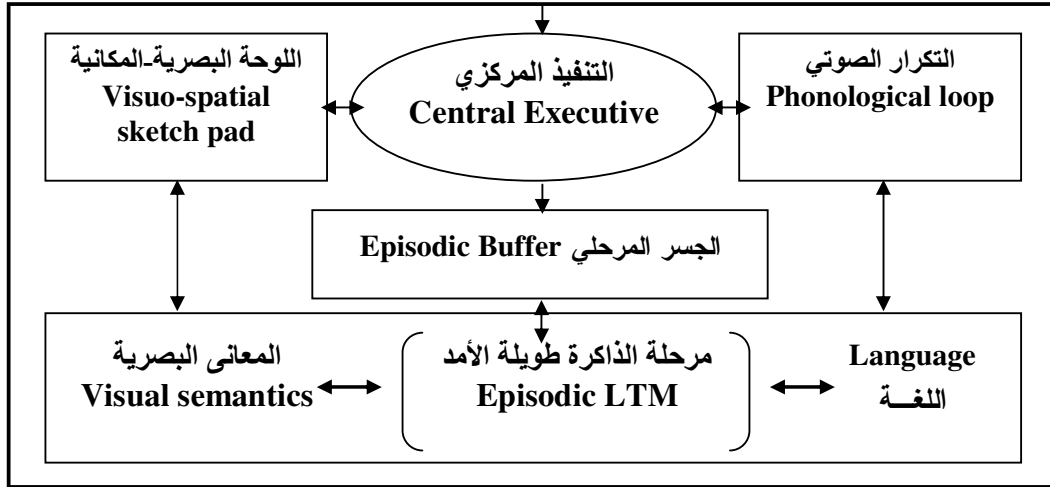 اللوحة البصرية-المكانية
Visuo-spatial
sketch pad
التنفيذ المركزي
Central Executive
التكرار الصوتي
Phonological loop
الجسر المرحلي Episodic Buffer
المعانى البصرية
Visual semantics
مرحلة الذاكرة طويلة الأمد
Episodic LTM
Language
اللغـــة